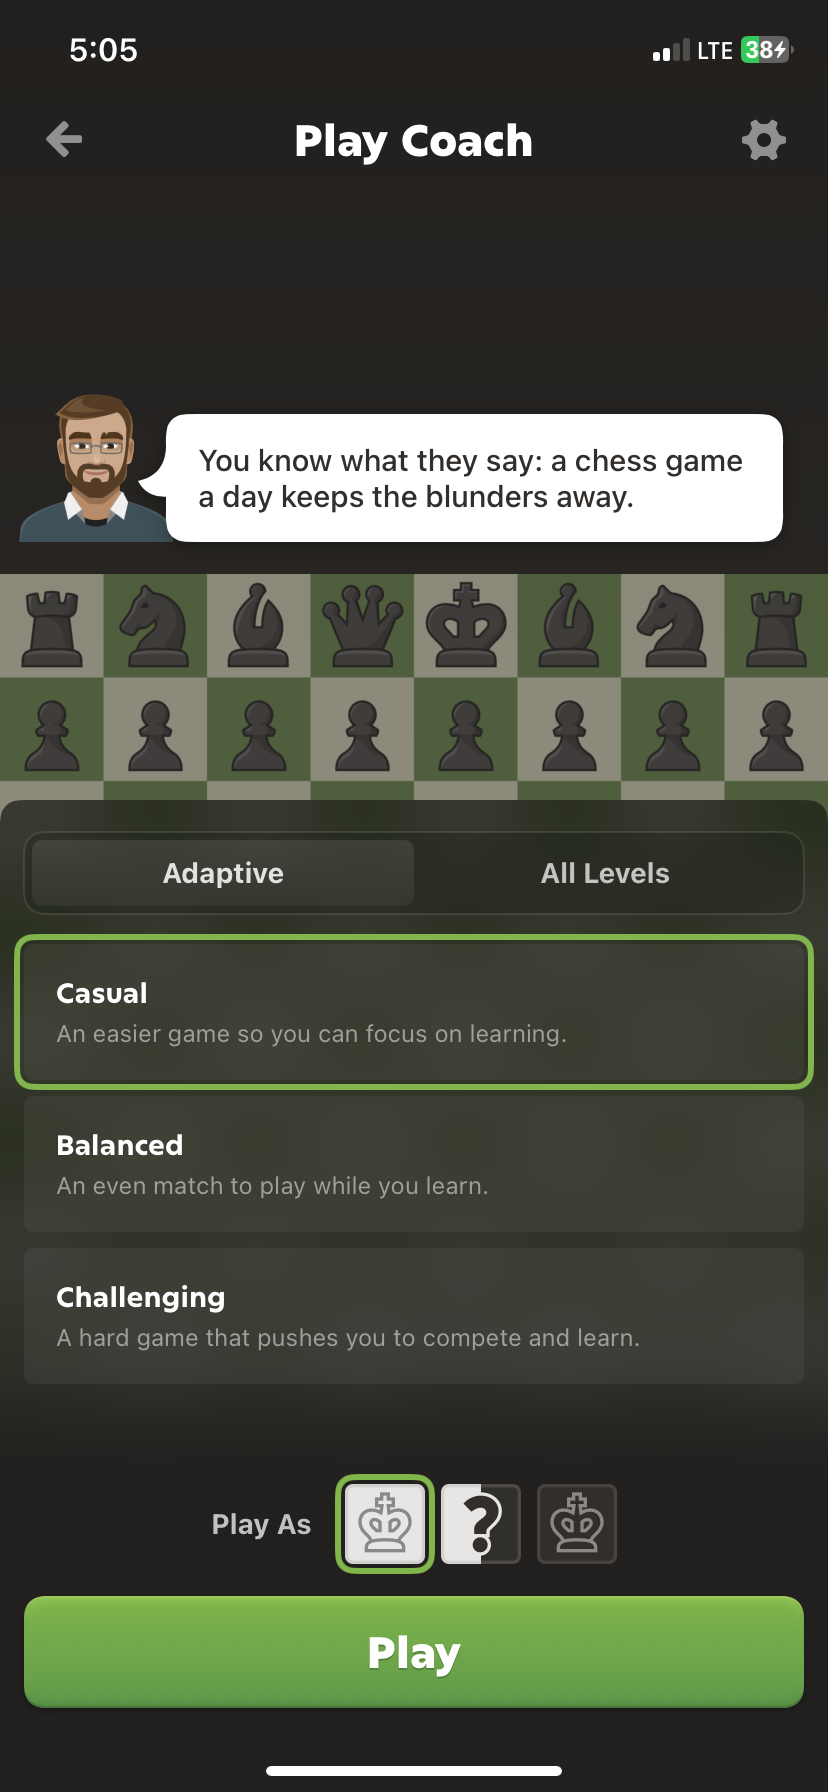 5:05
LTE
38
Play Coach
You know what they say: a chess game
a day keeps the blunders away.
Adaptive
All Levels
Casual
An easier game so you can focus on learning.
Balanced
An even match to play while you learn.
Challenging
A hard game that pushes you to compete and learn.
Play As
?
Play